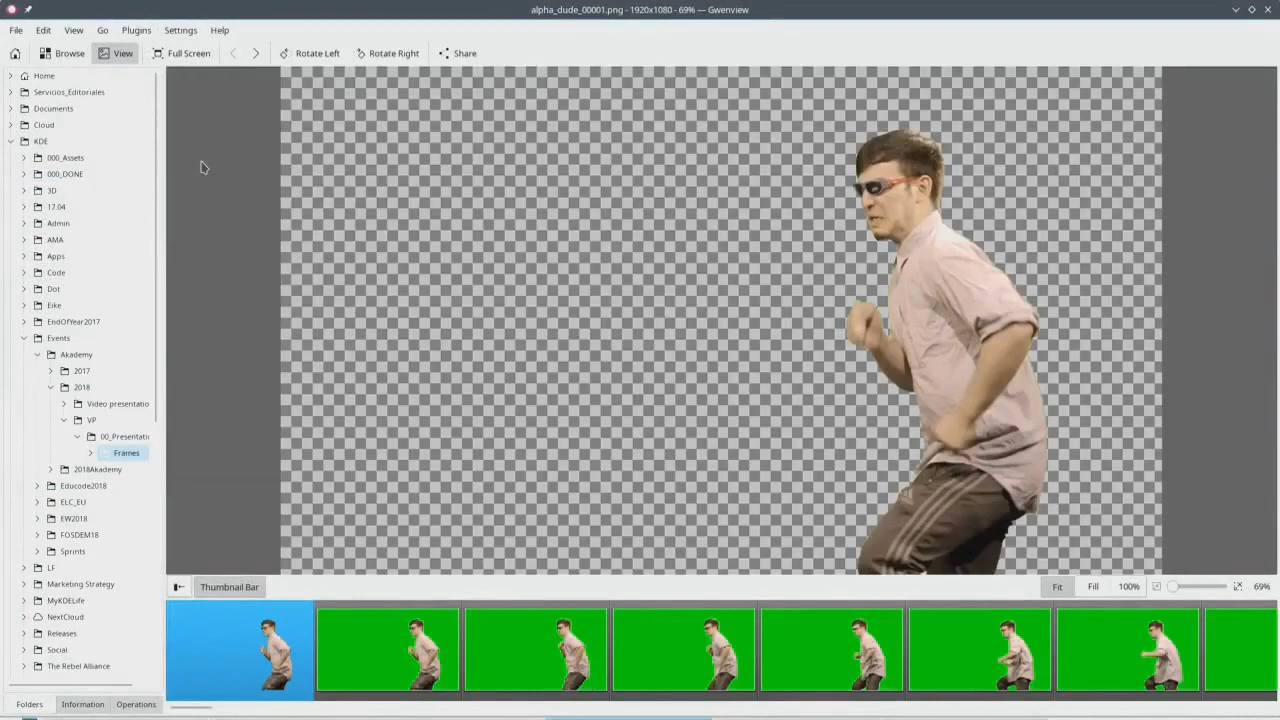 alpha_dude_00001.png - 1920x1080 - 69% — Gwenview
File Edit View Go Plugins Settings Help
Browse View Full Screen Rotate Left Rotate Right Share
Home
Servicios_Editoriales
Documents
Cloud
KDE
000_Assets
000_DONE
3D
17.04
Admin
AMA
Apps
Code
Dot
Eike
EndOfYear2017
Events
Akademy
2017
2018
Video presentatio
VP
00_Presentati
Frames
2018Akademy
Educode2018
ELC_EU
EW2018
FOSDEM18
Sprints
LF
Marketing Strategy
MyKDELife
NextCloud
Releases
Social
The Rebel Alliance
Thumbnail Bar Fit Fill 100% 69%
Folders Information Operations